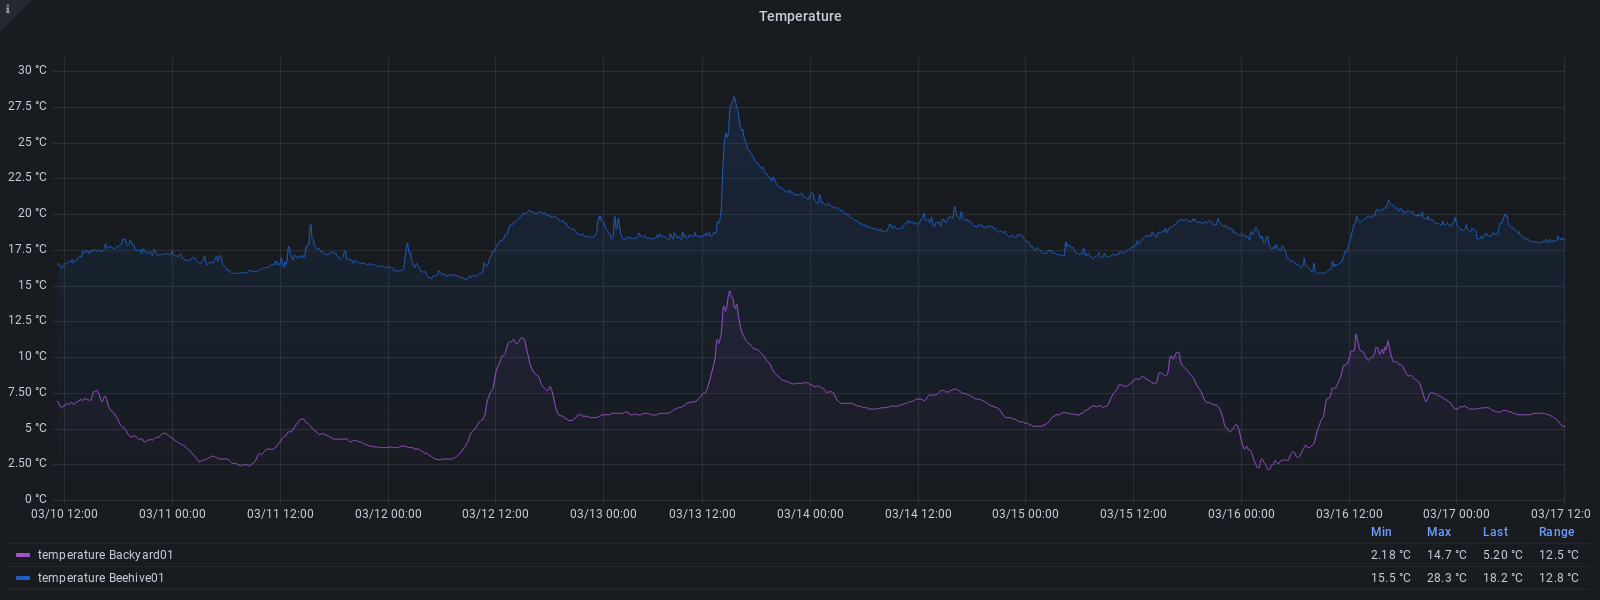 i
Temperature
30 °C
27.5 °C
25 °C
22.5 °C
20 °C
17.5 °C
15 °C
12.5 °C
10 °C
7.50 °C
5 °C
2.50 °C
0 °C
03/10 12:00 03/11 00:00 03/11 12:00 03/12 00:00 03/12 12:00 03/13 00:00 03/13 12:00 03/14 00:00 03/14 12:00 03/15 00:00 03/15 12:00 03/16 00:00 03/16 12:00 03/17 00:00 03/17 12:0
Min Max Last Range
temperature Backyard01 2.18 °C 14.7 °C 5.20 °C 12.5 °C
temperature Beehive01 15.5 °C 28.3 °C 18.2 °C 12.8 °C